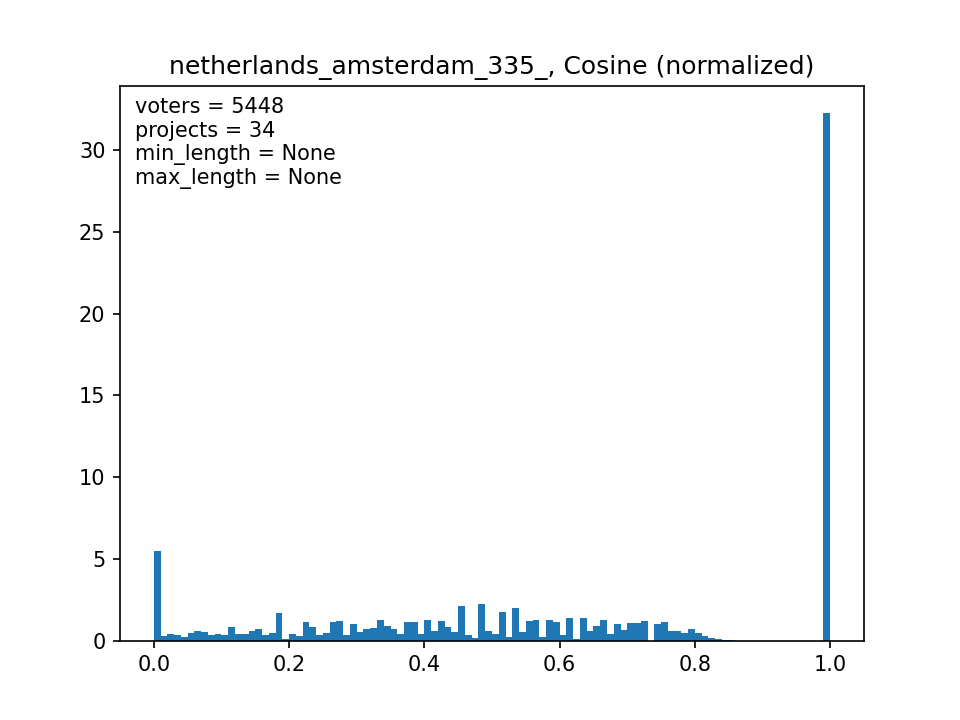 netherlands_amsterdam_335_, Cosine (normalized)
voters = 5448
projects = 34
min_length = None
max_length = None
30
25
20
15
10
5
0
0.0 0.2 0.4 0.6 0.8 1.0